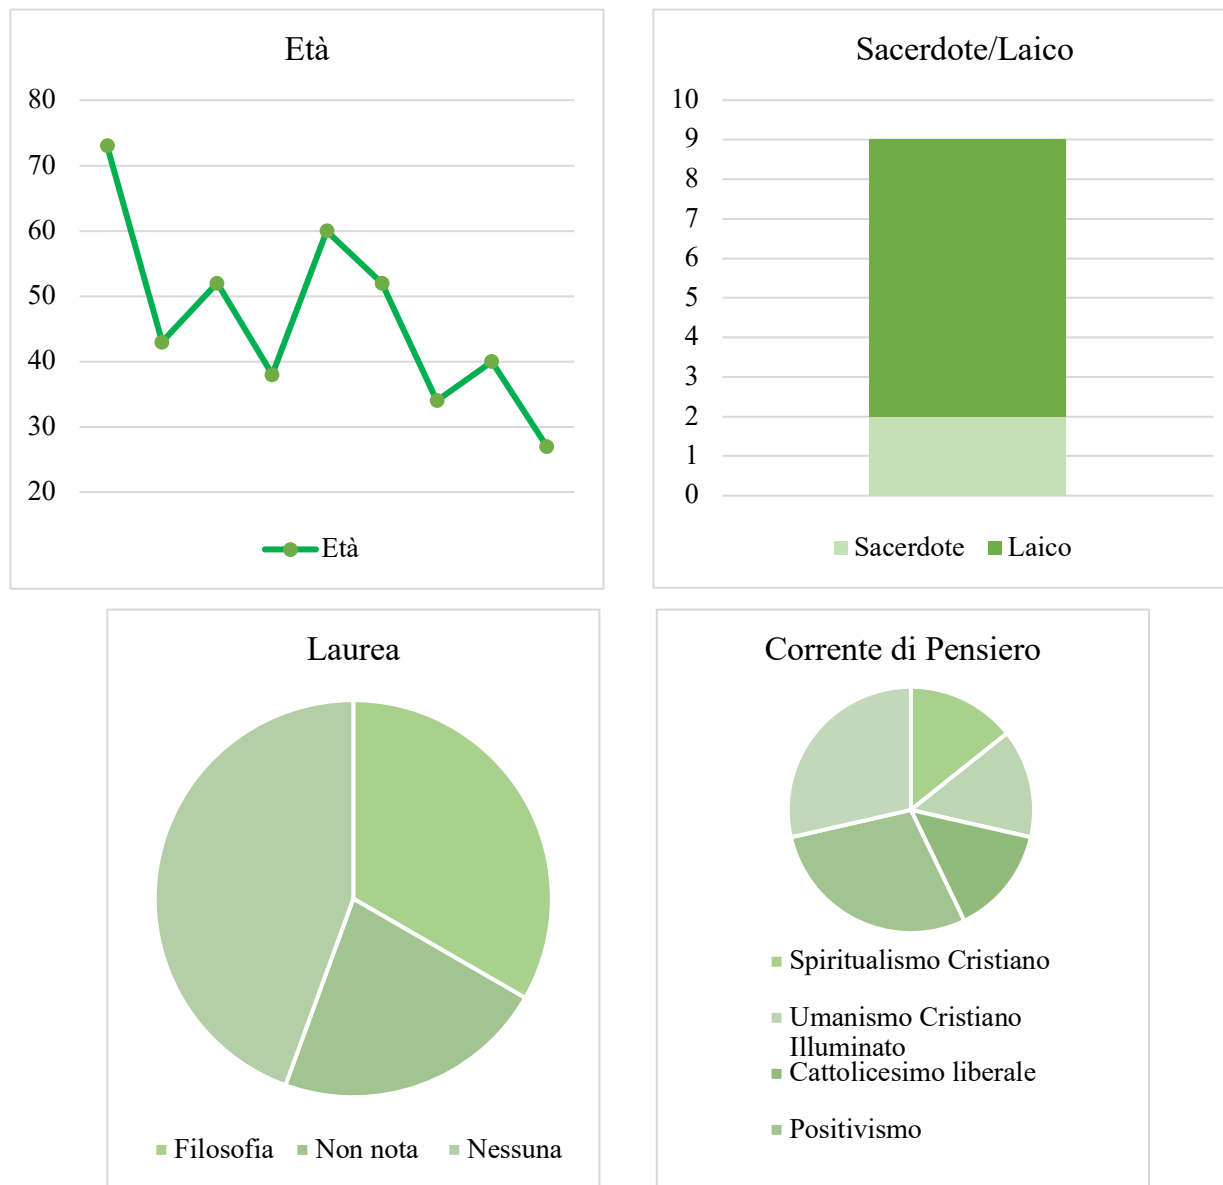 Età
80
70
60
50
40
30
20
Età
Sacerdote/Laico
10
9
8
7
6
5
4
3
2
1
0
Sacerdote Laico
Laurea
Filosofia Non nota Nessuna
Corrente di Pensiero
Spiritualismo Cristiano
Umanismo Cristiano
Illuminato
Cattolicesimo liberale
Positivismo